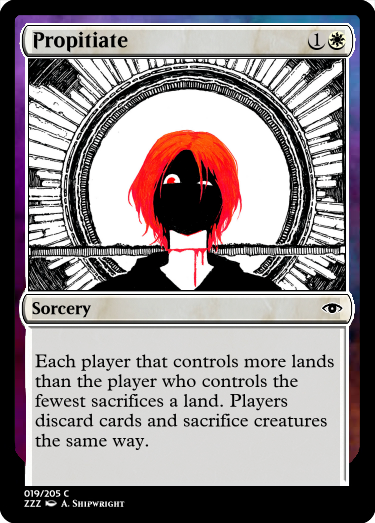 Propitiate 1
Sorcery
Each player that controls more lands
than the player who controls the
fewest sacrifices a land. Players
discard cards and sacrifice creatures
the same way.
019/205 C
ZZZ A. Shipwright